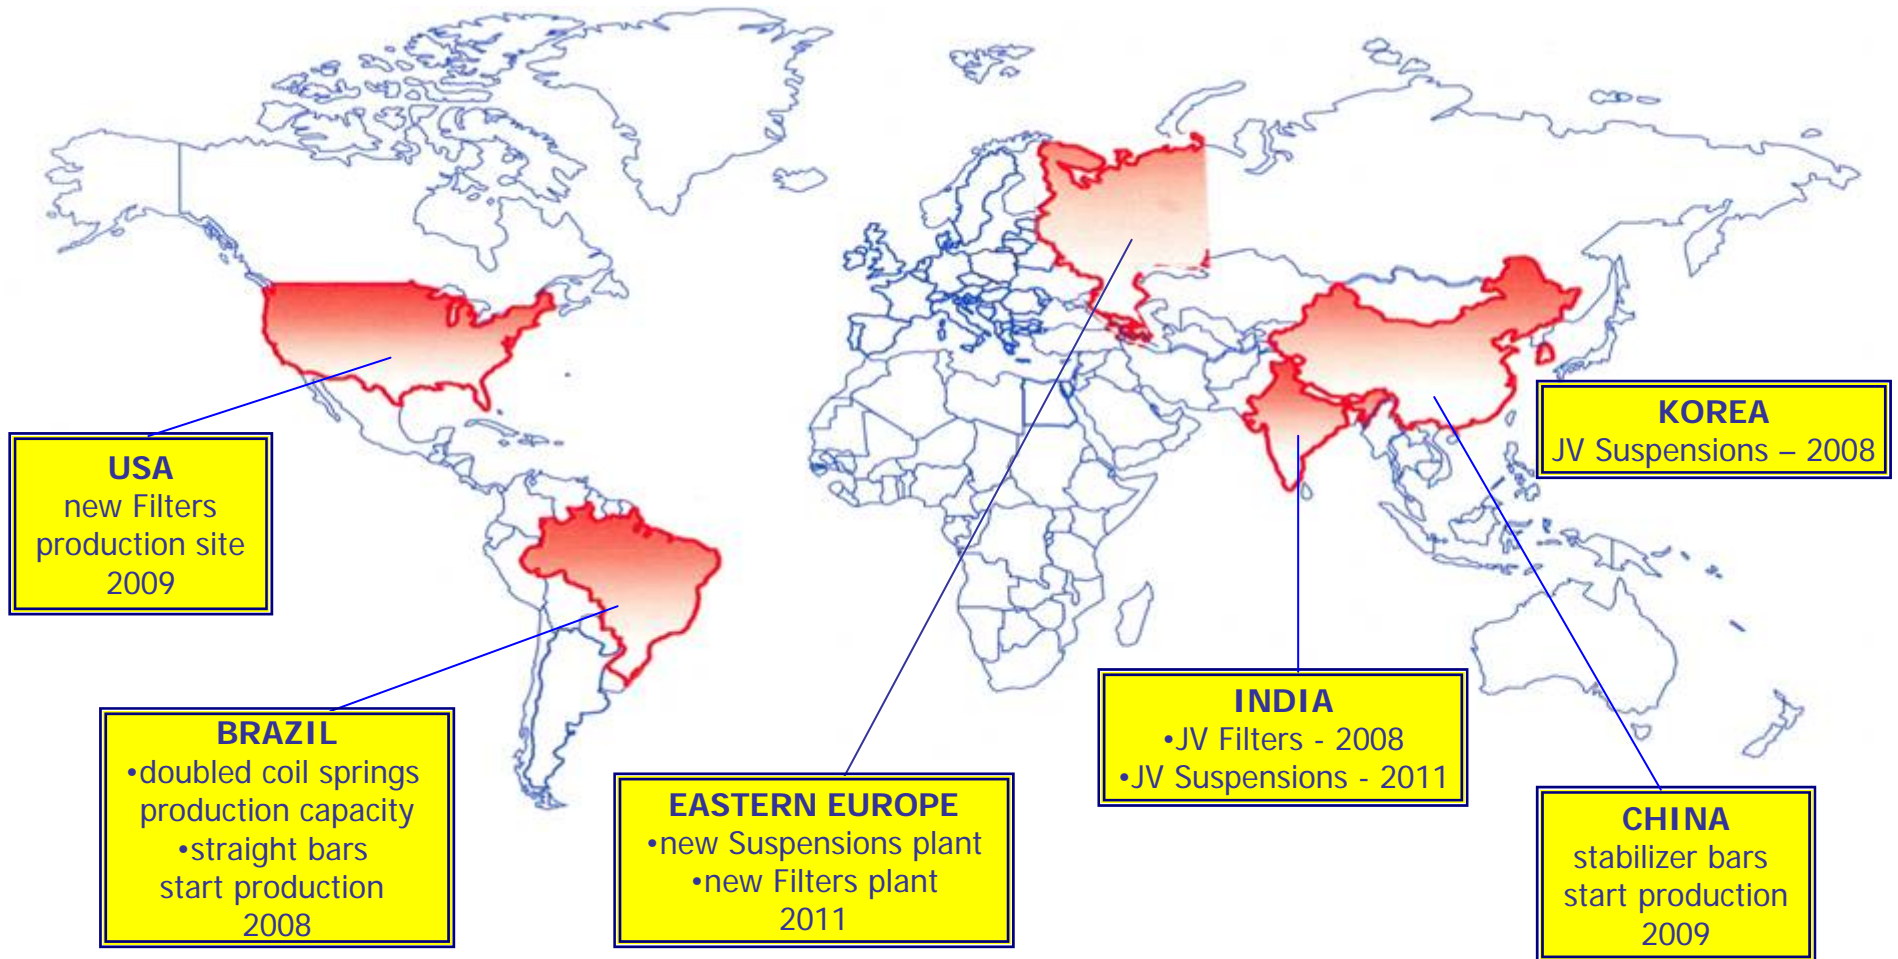 USA
new Filters
production site
2009
BRAZIL
•doubled coil springs
production capacity
•straight bars
start production
2008
EASTERN EUROPE
•new Suspensions plant
•new Filters plant
2011
INDIA
•JV Filters - 2008
•JV Suspensions - 2011
KOREA
JV Suspensions – 2008
CHINA
stabilizer bars
start production
2009